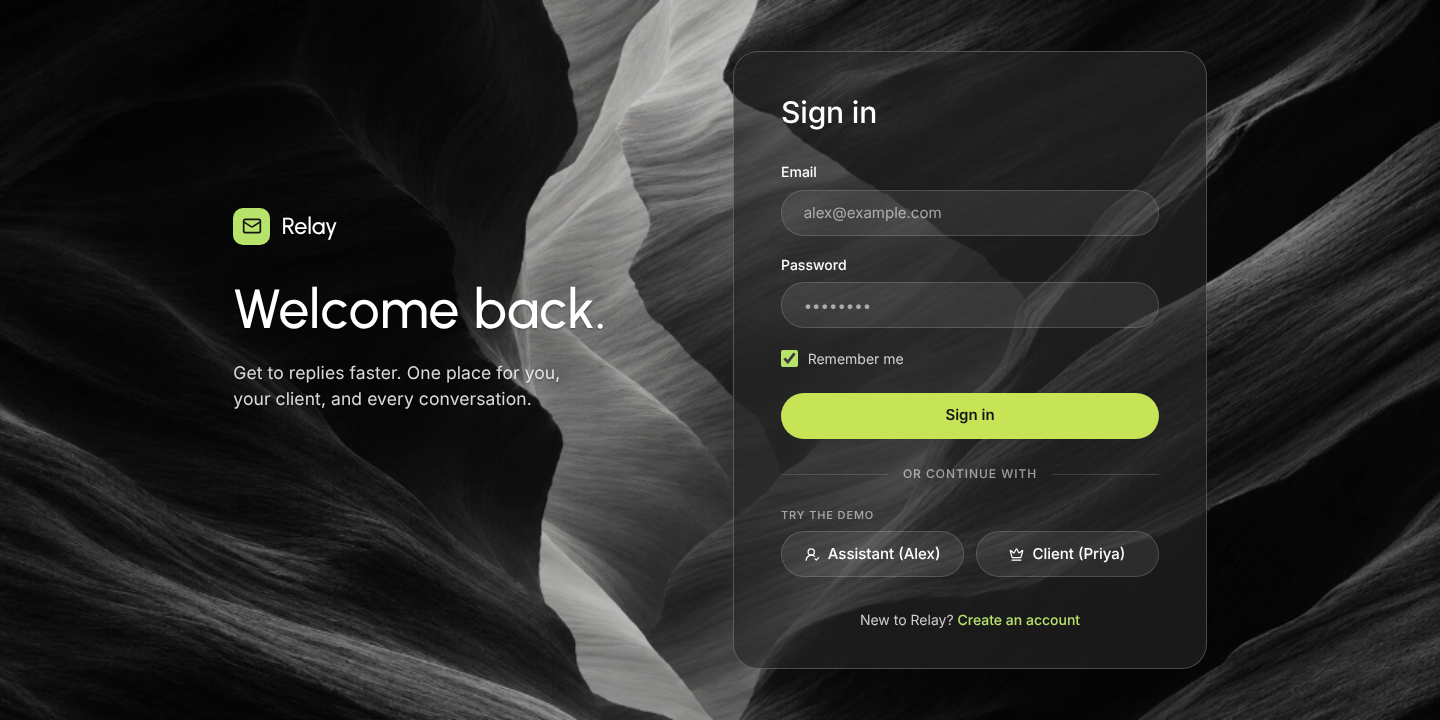 Relay
Welcome back.
Get to replies faster. One place for you,
your client, and every conversation.
Sign in
Email
alex@example.com
Password
••••••••
Remember me
Sign in
OR CONTINUE WITH
TRY THE DEMO
Assistant (Alex)
Client (Priya)
New to Relay? Create an account